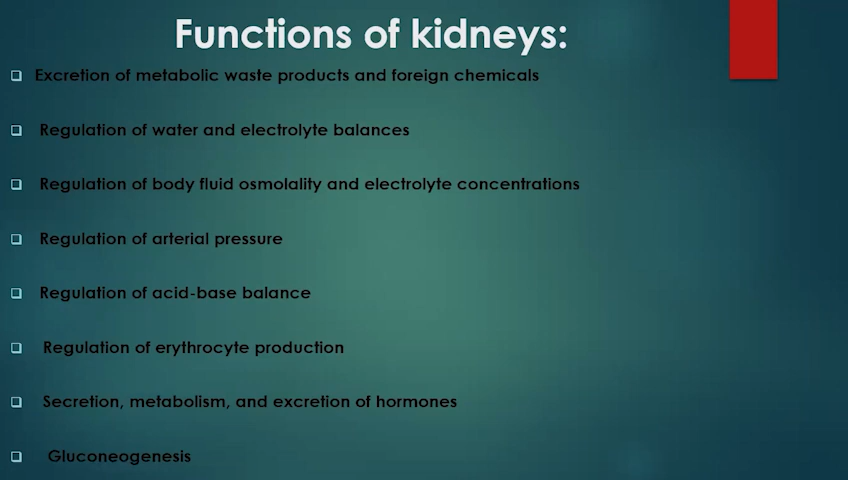 Functions of kidneys:
Excretion of metabolic waste products and foreign chemicals
Regulation of water and electrolyte balances
Regulation of body fluid osmolality and electrolyte concentrations
Regulation of arterial pressure
Regulation of acid-base balance
Regulation of erythrocyte production
Secretion, metabolism, and excretion of hormones
Gluconeogenesis